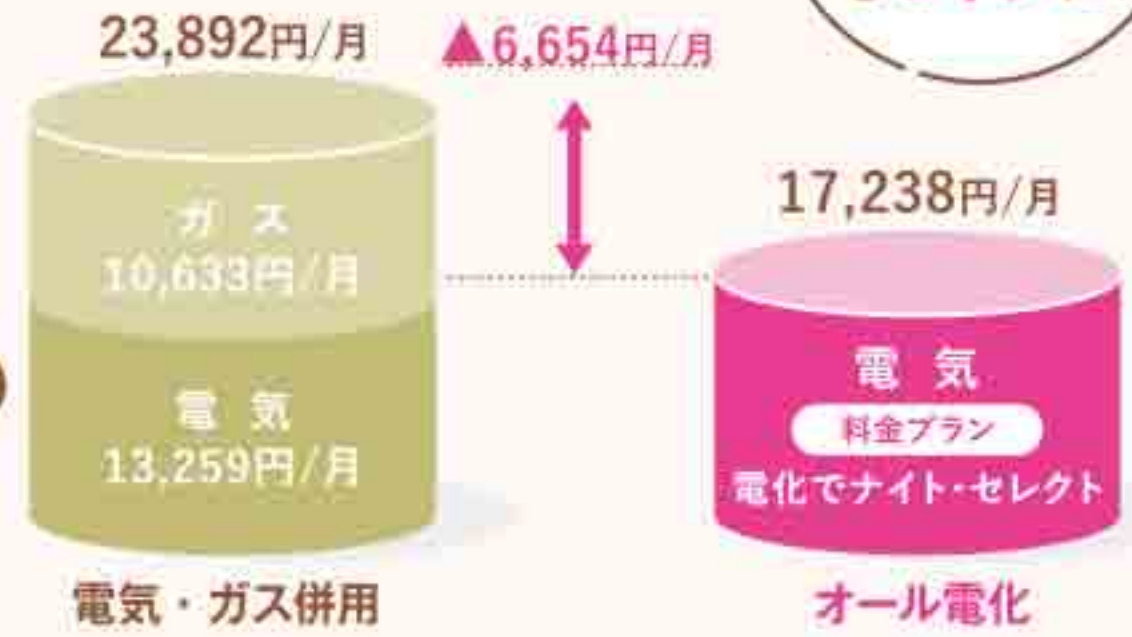 23,892円/月
▲6,654円/月
17,238円/月
ガス
10,633円/月
電気
13,259円/月
電気・ガス併用
電気
料金プラン
電化でナイト・セレクト
オール電化